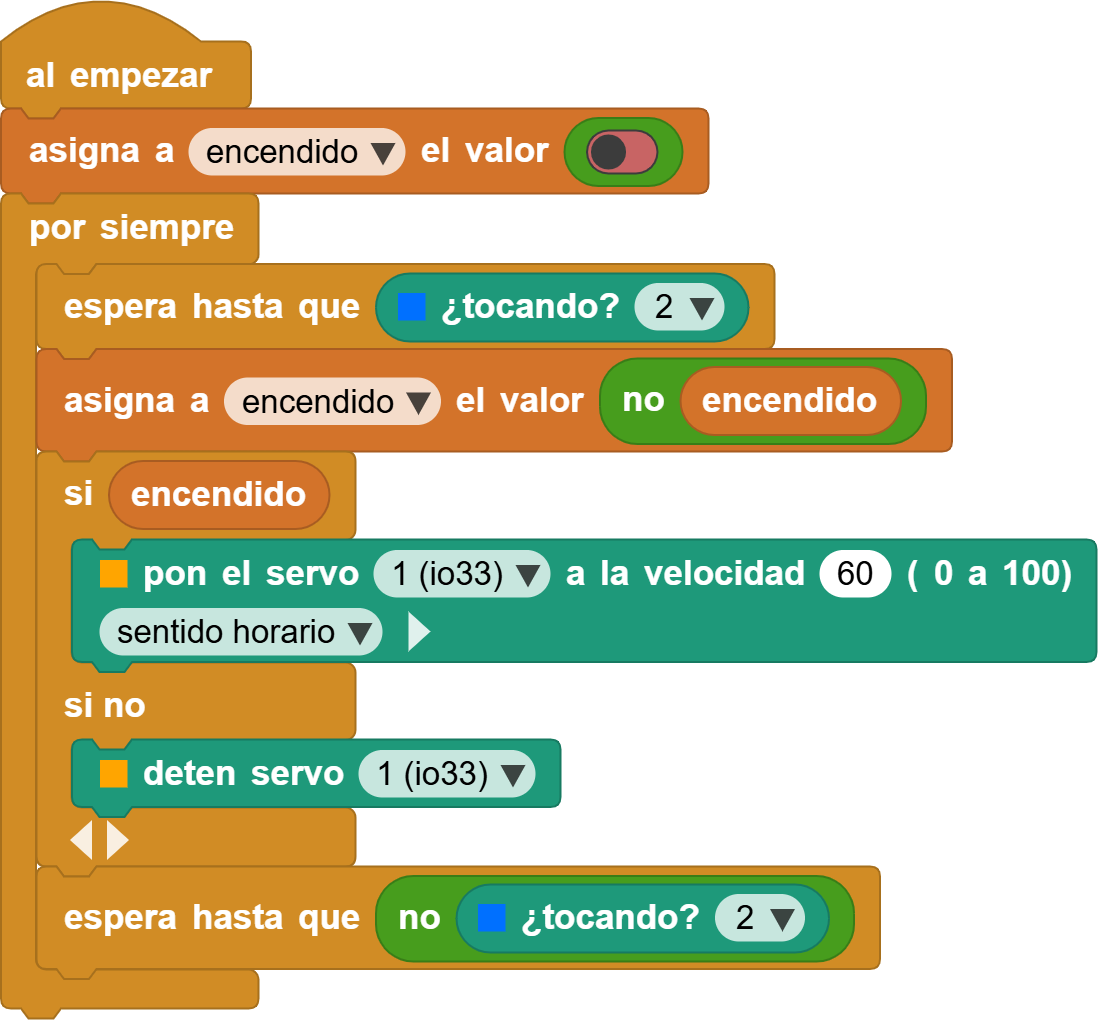 al empezar
asigna a encendido el valor
por siempre
espera hasta que ¿tocando? 2
asigna a encendido el valor no encendido
si encendido
pon el servo 1 (io33) a la velocidad 60 ( 0 a 100)
sentido horario
si no
deten servo 1 (io33)
espera hasta que no ¿tocando? 2